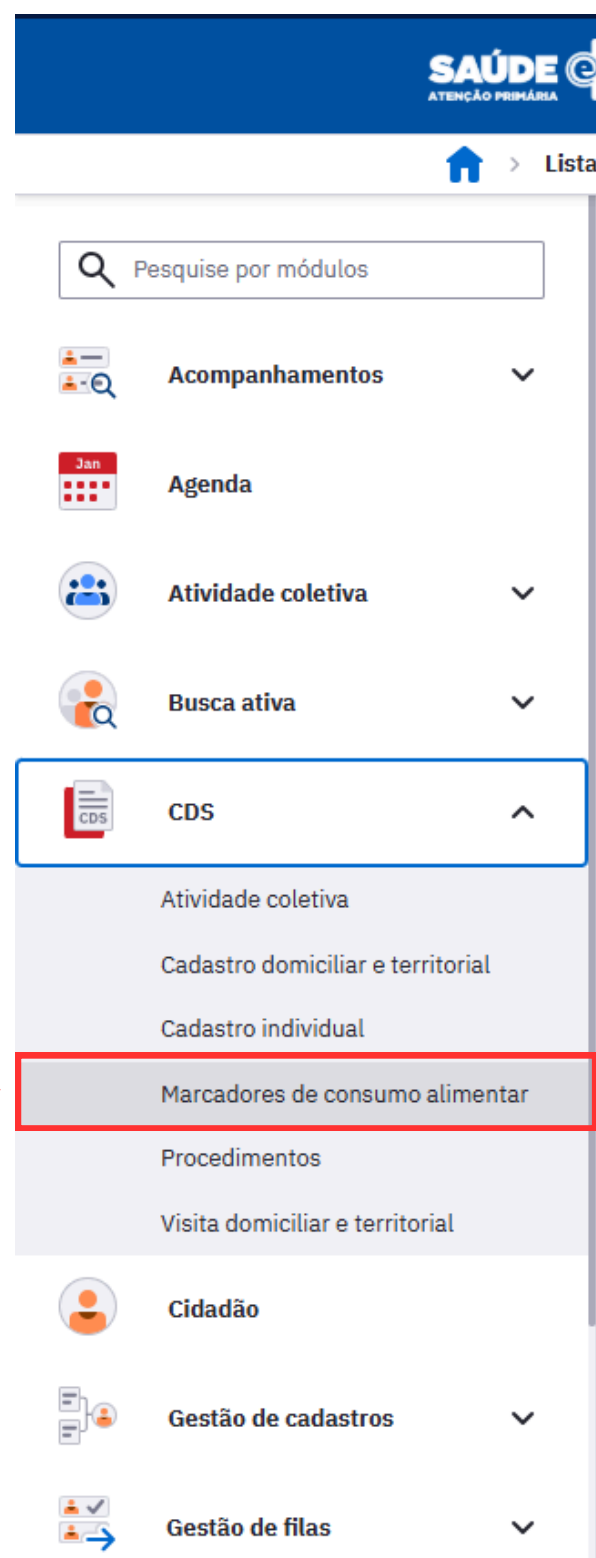 SAÚDE
ATENÇÃO PRIMÁRIA
Lista
Pesquise por módulos
Acompanhamentos
Jan
Agenda
Atividade coletiva
Busca ativa
CDS
CDS
Atividade coletiva
Cadastro domiciliar e territorial
Cadastro individual
Marcadores de consumo alimentar
Procedimentos
Visita domiciliar e territorial
Cidadão
Gestão de cadastros
Gestão de filas